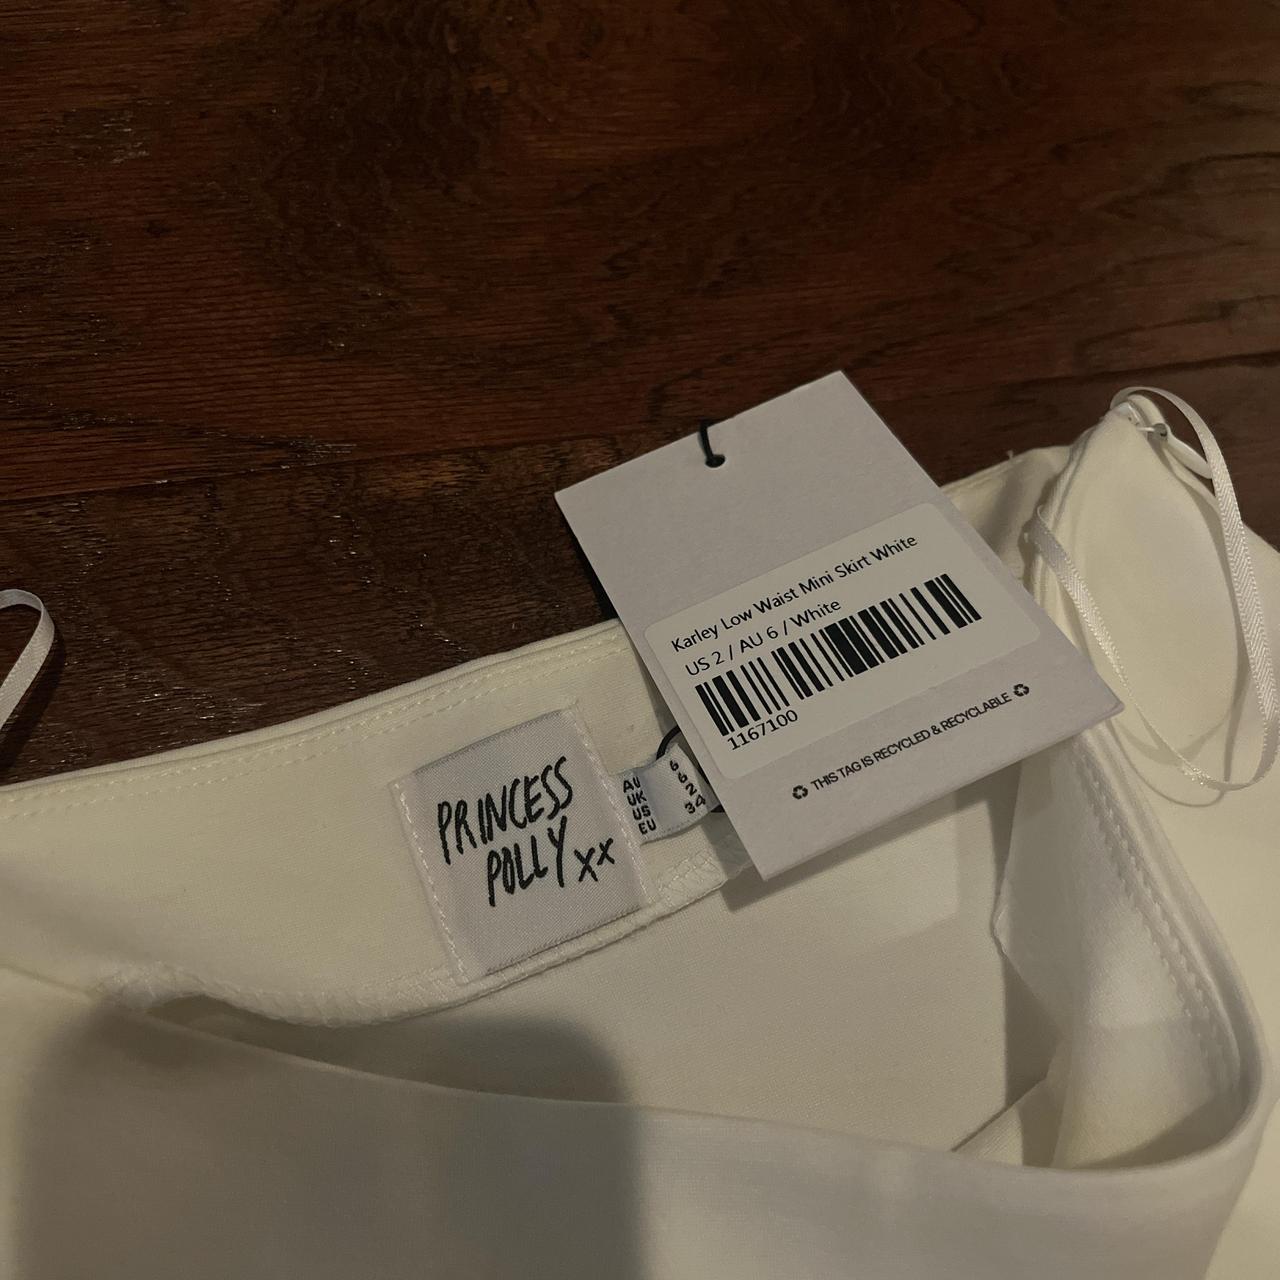 Karley Low Waist Mini Skirt White
US 2 / AU 6 / White
1167100
♻ THIS TAG IS RECYCLED & RECYCLABLE ♻
PRINCESS
POLLY xx
AU 6
UK 6
US 2
EU 34